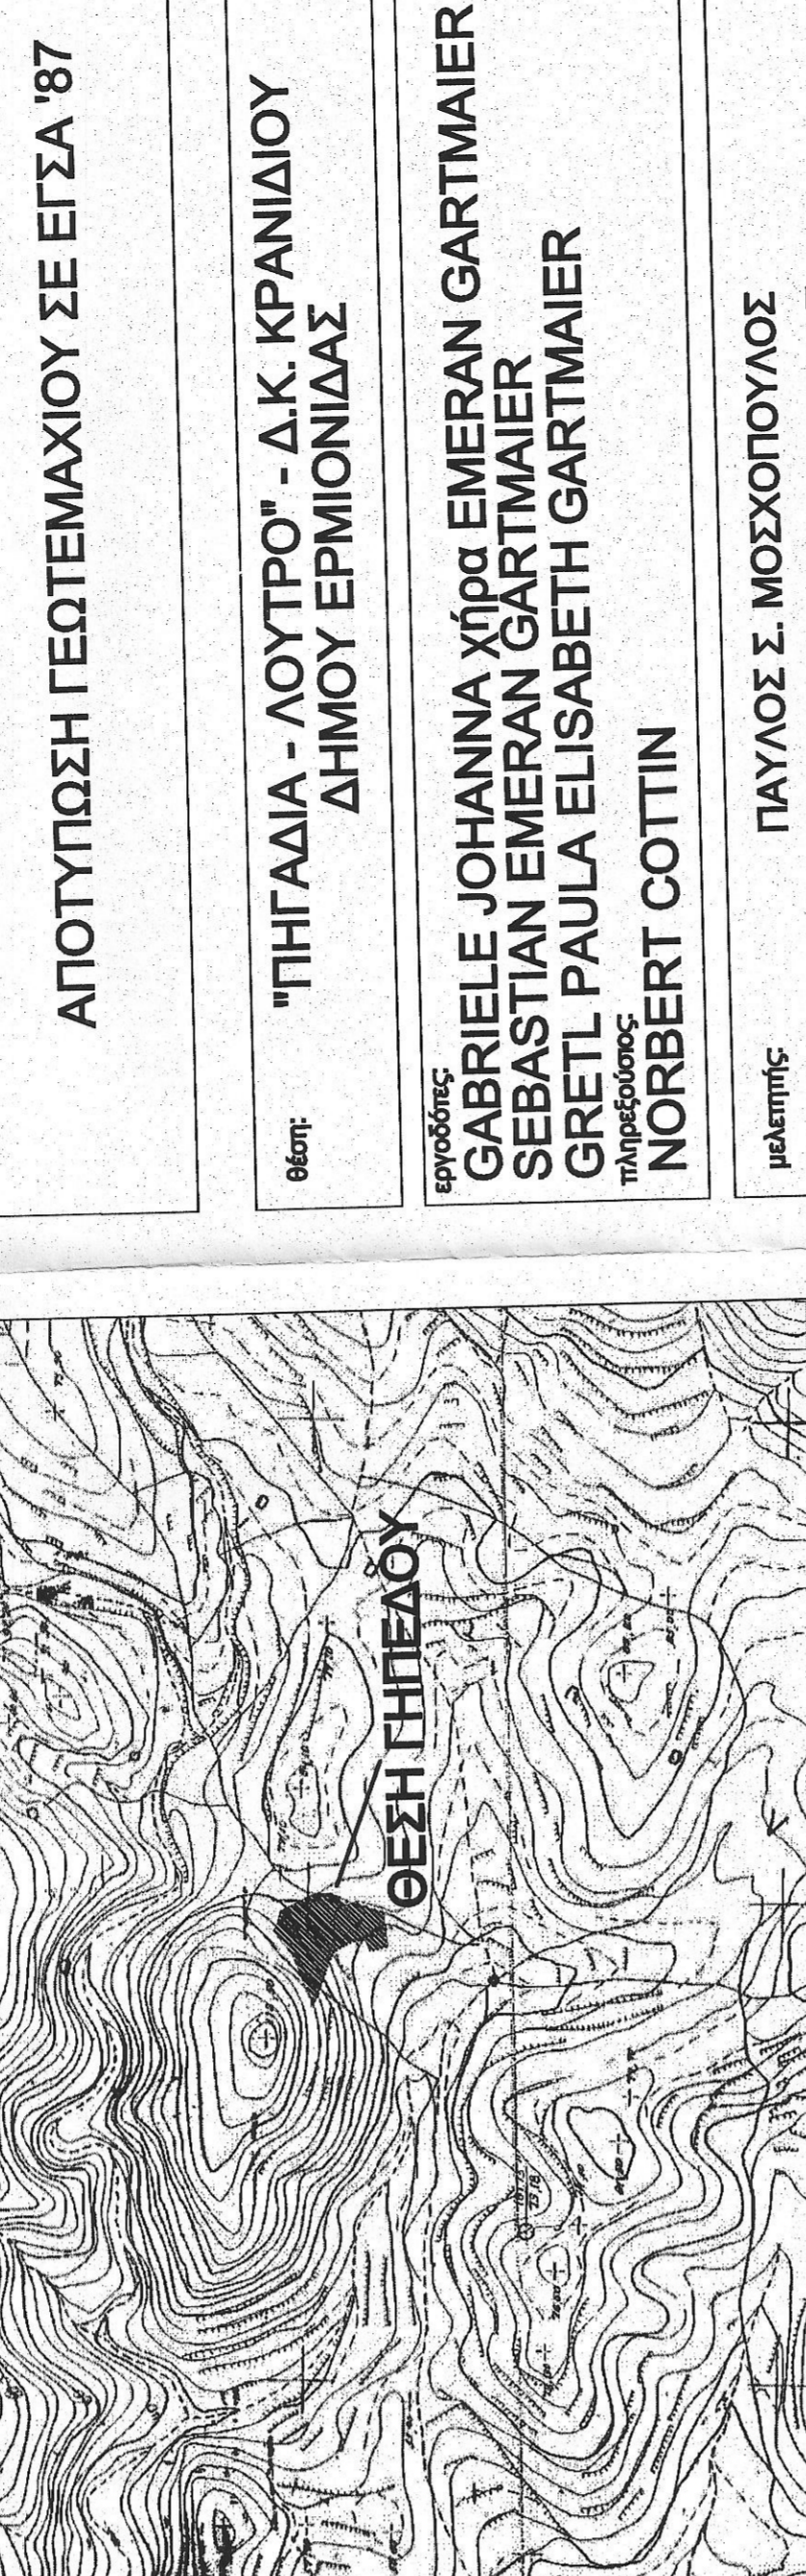 ΑΠΟΤΥΠΩΣΗ ΓΕΩΤΕΜΑΧΙΟΥ ΣΕ ΕΓΣΑ '87
θέση: "ΠΗΓΑΔΙΑ - ΛΟΥΤΡΟ" - Δ.Κ. ΚΡΑΝΙΔΙΟΥ
ΔΗΜΟΥ ΕΡΜΙΟΝΙΔΑΣ
εργοδότες:
GABRIELE JOHANNA χήρα EMERAN GARTMAIER
SEBASTIAN EMERAN GARTMAIER
GRETL PAULA ELISABETH GARTMAIER
πληρεξούσιος:
NORBERT COTTIN
μελετητής: ΠΑΥΛΟΣ Σ. ΜΟΣΧΟΠΟΥΛΟΣ
ΘΕΣΗ ΓΗΠΕΔΟΥ